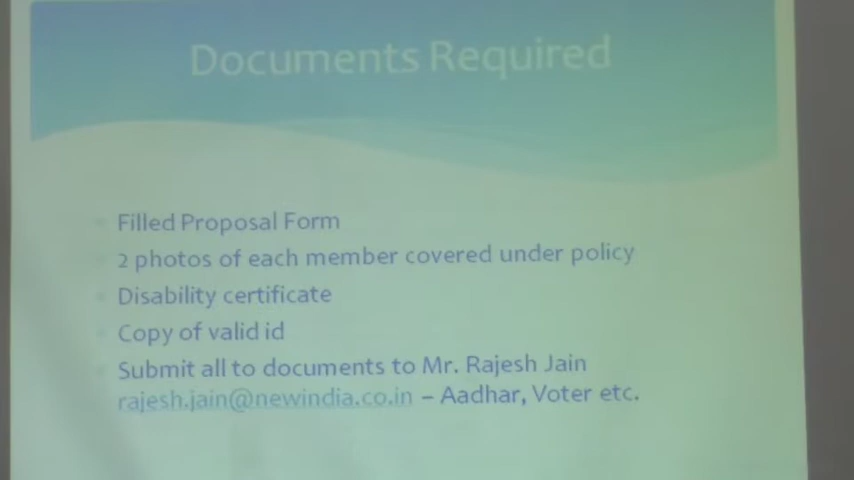 Documents Required
Filled Proposal Form
2 photos of each member covered under policy
Disability certificate
Copy of valid id
Submit all to documents to Mr. Rajesh Jain
rajesh.jain@newindia.co.in – Aadhar, Voter etc.